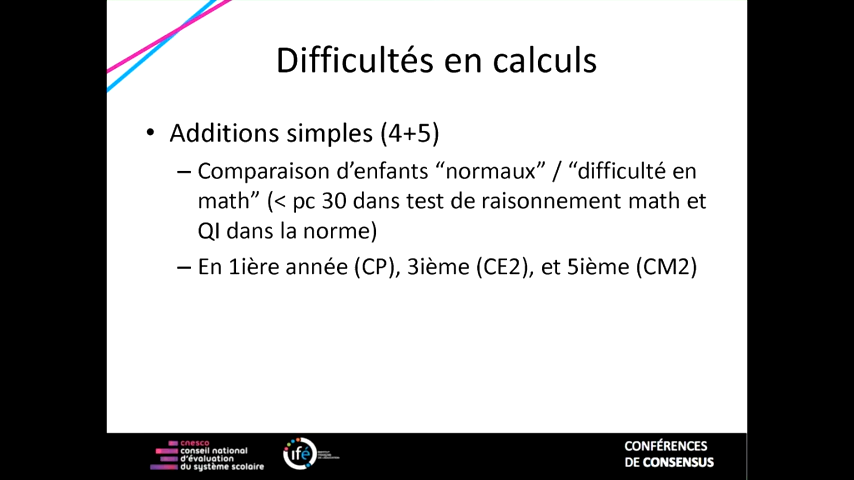 Difficultés en calculs
• Additions simples (4+5)
– Comparaison d’enfants “normaux” / “difficulté en
math” (< pc 30 dans test de raisonnement math et
QI dans la norme)
– En 1ière année (CP), 3ième (CE2), et 5ième (CM2)
cnesco
conseil national
d'évaluation
du système scolaire
ifé
CONFÉRENCES
DE CONSENSUS